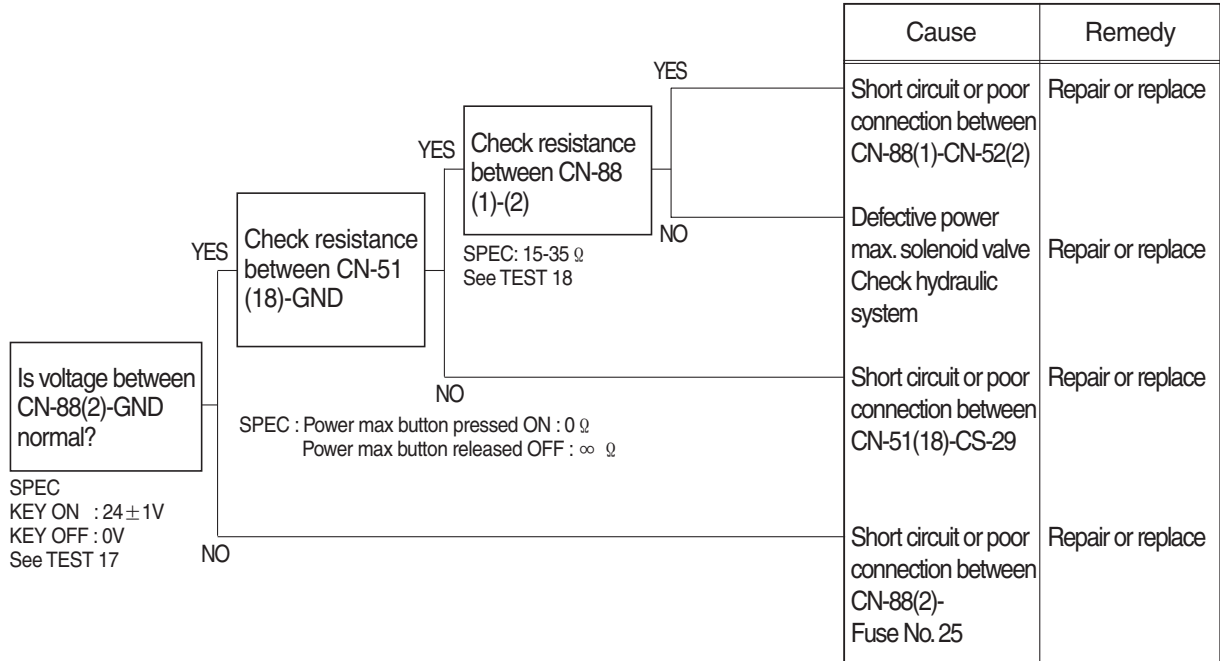 Cause
Remedy
YES
Short circuit or poor
connection between
CN-88(1)-CN-52(2)
Repair or replace
YES
Check resistance
between CN-88
(1)-(2)
NO
Defective power
max. solenoid valve
Check hydraulic
system
Repair or replace
SPEC: 15-35 Ω
See TEST 18
YES
Check resistance
between CN-51
(18)-GND
NO
Short circuit or poor
connection between
CN-51(18)-CS-29
Repair or replace
SPEC : Power max button pressed ON : 0 Ω
Power max button released OFF : ∞ Ω
Is voltage between
CN-88(2)-GND
normal?
SPEC
KEY ON : 24±1V
KEY OFF : 0V
See TEST 17
NO
Short circuit or poor
connection between
CN-88(2)-
Fuse No. 25
Repair or replace